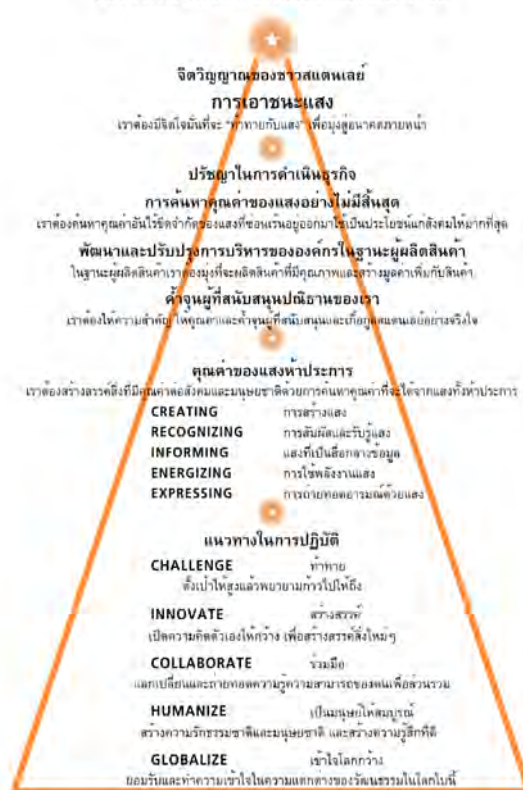 จิตวิญญาณของชาวสแตนเลย์
การเอาชนะแสง
เราต้องมีจิตใจมั่นที่จะ "ท้าทายกับแสง" เพื่อมุ่งสู่อนาคตภายหน้า
ปรัชญาในการดำเนินธุรกิจ
การค้นหาคุณค่าของแสงอย่างไม่มีสิ้นสุด
เราต้องค้นหาคุณค่าอันไร้ขีดจำกัดของแสงที่ซ่อนเร้นอยู่ออกมาใช้เป็นประโยชน์แก่สังคมให้มากที่สุด
พัฒนาและปรับปรุงการบริหารขององค์กรในฐานะผู้ผลิตสินค้า
ในฐานะผู้ผลิตสินค้าเราต้องมุ่งที่จะผลิตสินค้าที่มีคุณภาพและสร้างมูลค่าเพิ่มกับสินค้า
ค้ำจุนผู้ที่สนับสนุนปณิธานของเรา
เราต้องให้ความสำคัญ ให้คุณค่าและค้ำจุนผู้ที่สนับสนุนและเกื้อกูลสแตนเลย์อย่างจริงใจ
คุณค่าของแสงห้าประการ
เราต้องสร้างสรรค์สิ่งที่มีคุณค่าต่อสังคมและมนุษยชาติด้วยการค้นหาคุณค่าที่จะได้จากแสงทั้งห้าประการ
CREATING การสร้างแสง
RECOGNIZING การสัมผัสและรับรู้แสง
INFORMING แสงที่เป็นสื่อกลางข้อมูล
ENERGIZING การใช้พลังงานแสง
EXPRESSING การถ่ายทอดอารมณ์ด้วยแสง
แนวทางในการปฏิบัติ
CHALLENGE ท้าทาย
ตั้งเป้าให้สูงแล้วพยายามก้าวไปให้ถึง
INNOVATE สร้างสรรค์
เปิดความคิดตัวเองให้กว้าง เพื่อสร้างสรรค์สิ่งใหม่ๆ
COLLABORATE ร่วมมือ
แลกเปลี่ยนและถ่ายทอดความรู้ความสามารถของตนเพื่อส่วนรวม
HUMANIZE เป็นมนุษย์ให้สมบูรณ์
สร้างความรักธรรมชาติและมนุษยชาติ และสร้างความรู้สึกที่ดี
GLOBALIZE เข้าใจโลกกว้าง
ยอมรับและทำความเข้าใจในความแตกต่างของวัฒนธรรมในโลกใบนี้